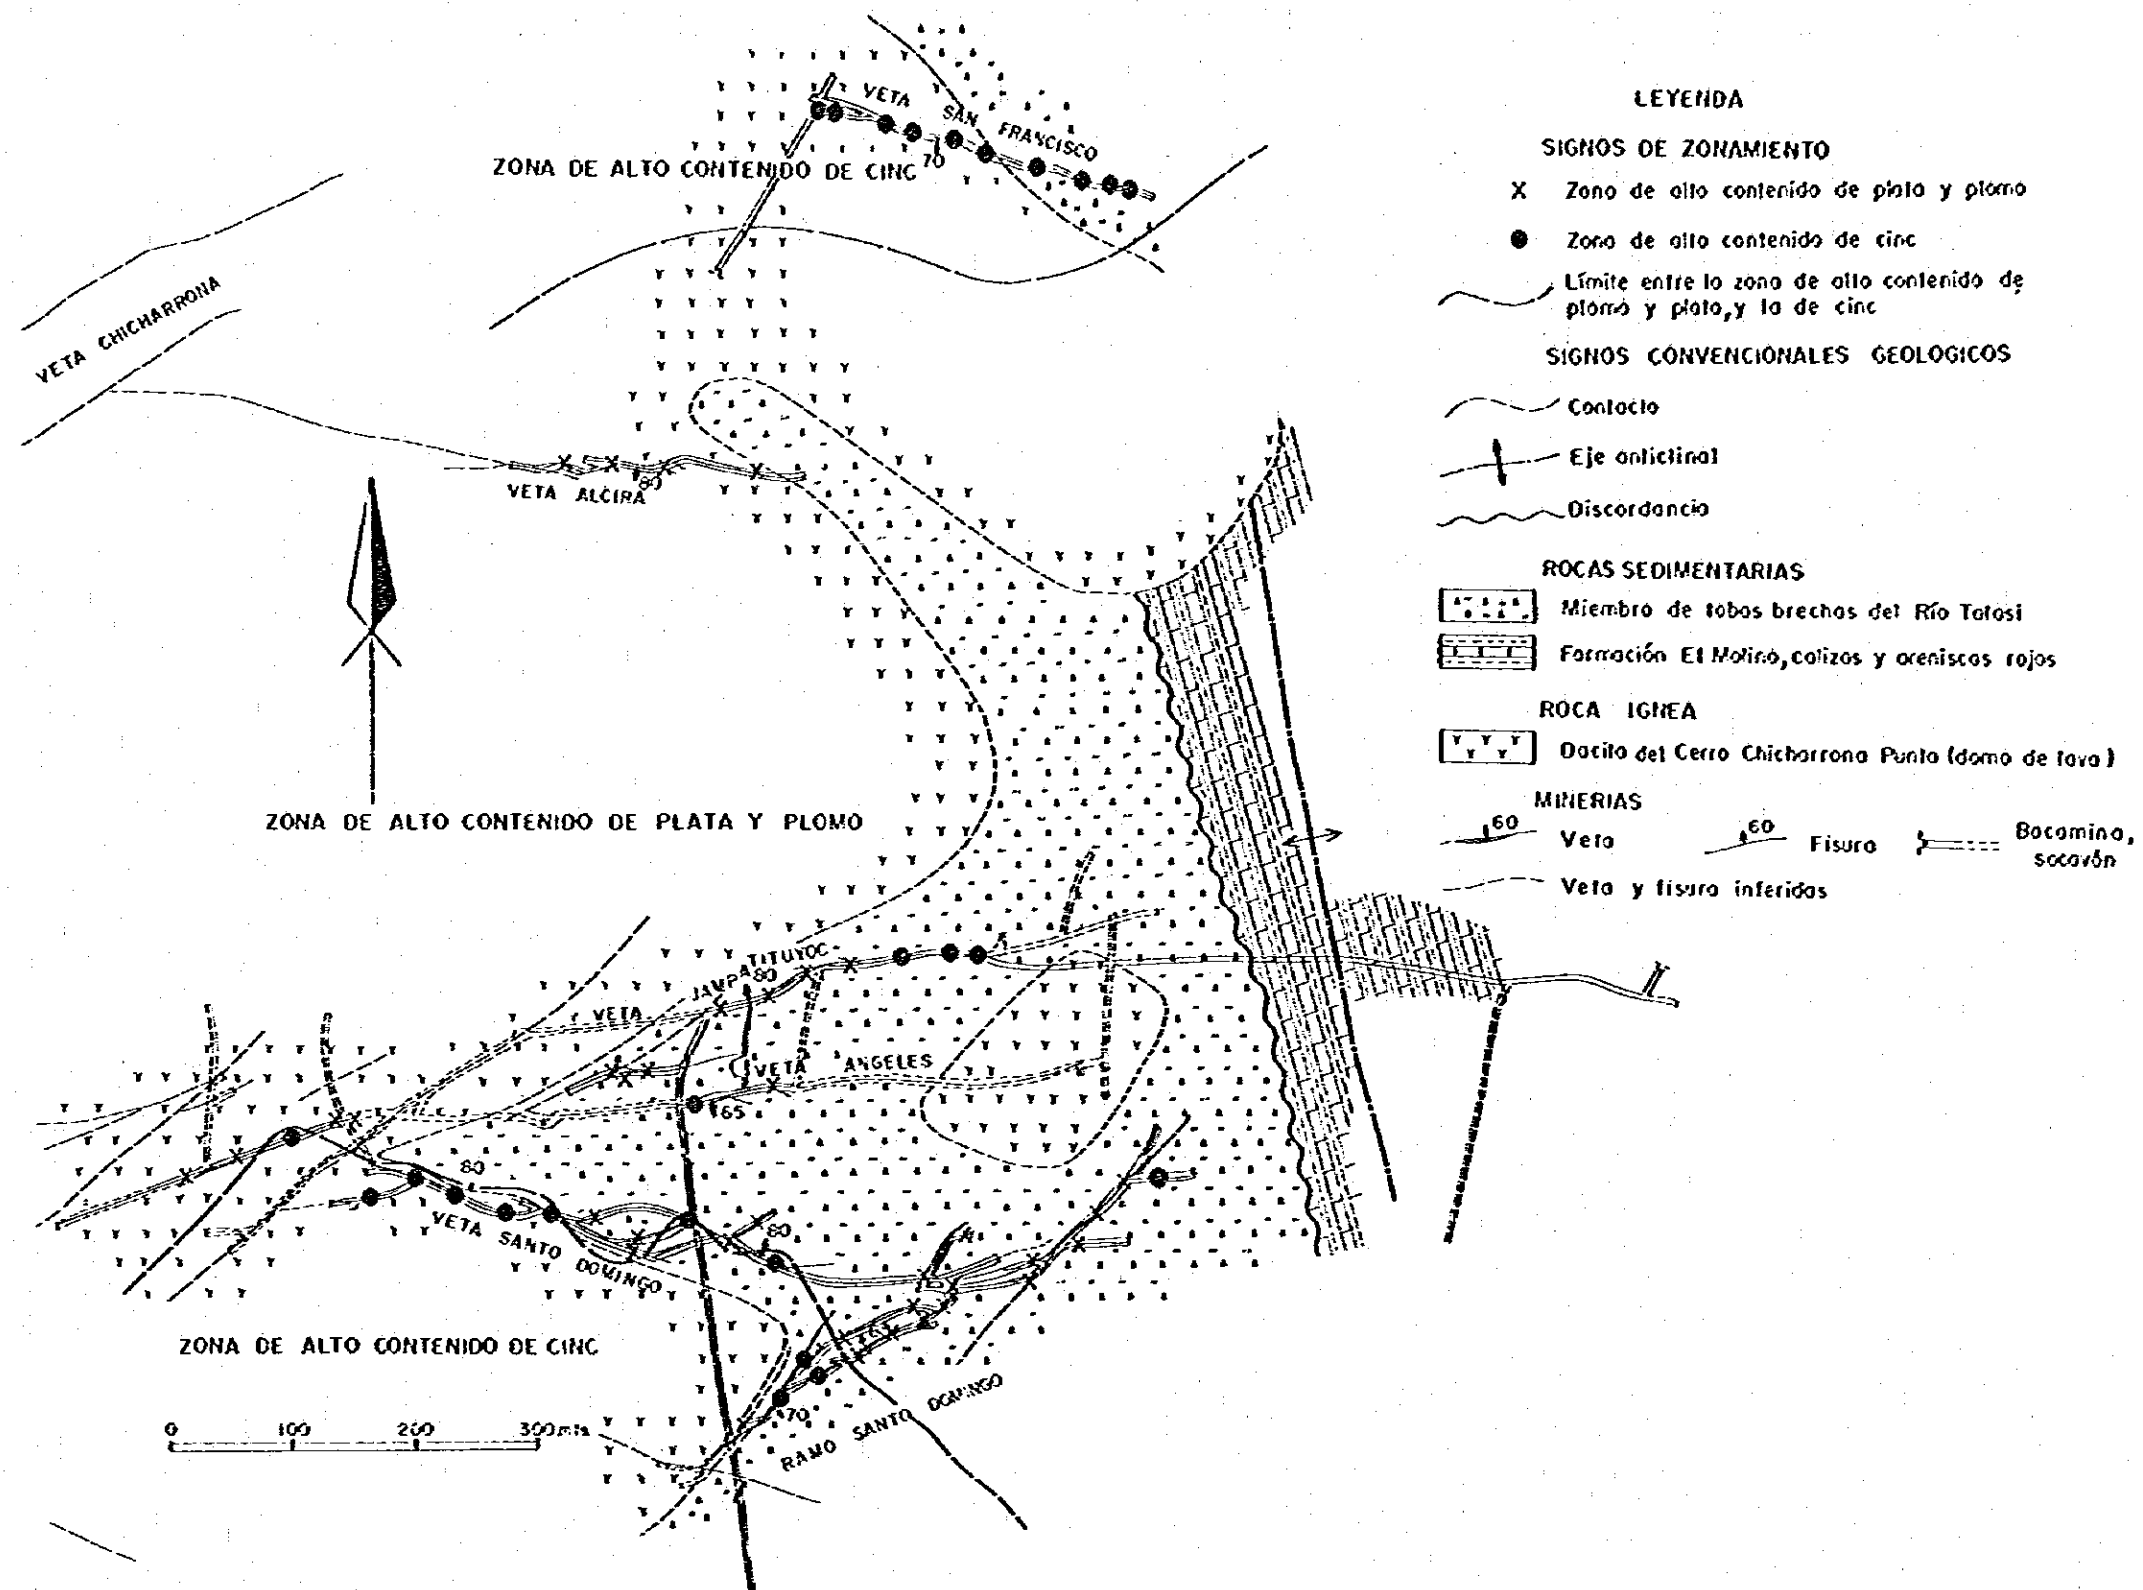 VETA SAN FRANCISCO
70
ZONA DE ALTO CONTENIDO DE CINC
VETA CHICHARRONA
80
VETA ALCIRA
ZONA DE ALTO CONTENIDO DE PLATA Y PLOMO
VETA JAMPATITUYOC
80
VETA ANGELES
65
80
VETA SANTO DOMINGO
80
65
ZONA DE ALTO CONTENIDO DE CINC
70
RAMO SANTO DOMINGO
0 100 200 300mts
LEYENDA
SIGNOS DE ZONAMIENTO
X Zona de alto contenido de plata y plomo
Zona de alto contenido de cinc
Límite entre la zona de alto contenido de
plomo y plata, y la de cinc
SIGNOS CONVENCIONALES GEOLOGICOS
Contacto
Eje anticlinal
Discordancia
ROCAS SEDIMENTARIAS
Miembro de tobas brechas del Río Tatasi
Formación El Molino, calizas y areniscas rojas
ROCA IGNEA
Dacita del Cerro Chicharrona Punta (domo de lava)
MINERIAS
60 Veta 60 Fisura Bocamina,
socavón
Veta y fisura inferidas